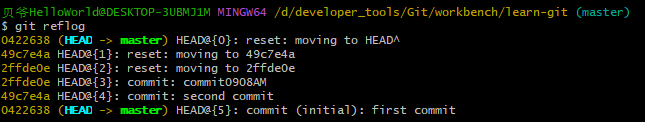 贝爷HelloWorld@DESKTOP-3UBMJ1M MINGW64 /d/developer_tools/Git/workbench/learn-git (master)
$ git reflog
0422638 (HEAD -> master) HEAD@{0}: reset: moving to HEAD^
49c7e4a HEAD@{1}: reset: moving to 49c7e4a
2ffde0e HEAD@{2}: reset: moving to 2ffde0e
2ffde0e HEAD@{3}: commit: commit0908AM
49c7e4a HEAD@{4}: commit: second commit
0422638 (HEAD -> master) HEAD@{5}: commit (initial): first commit